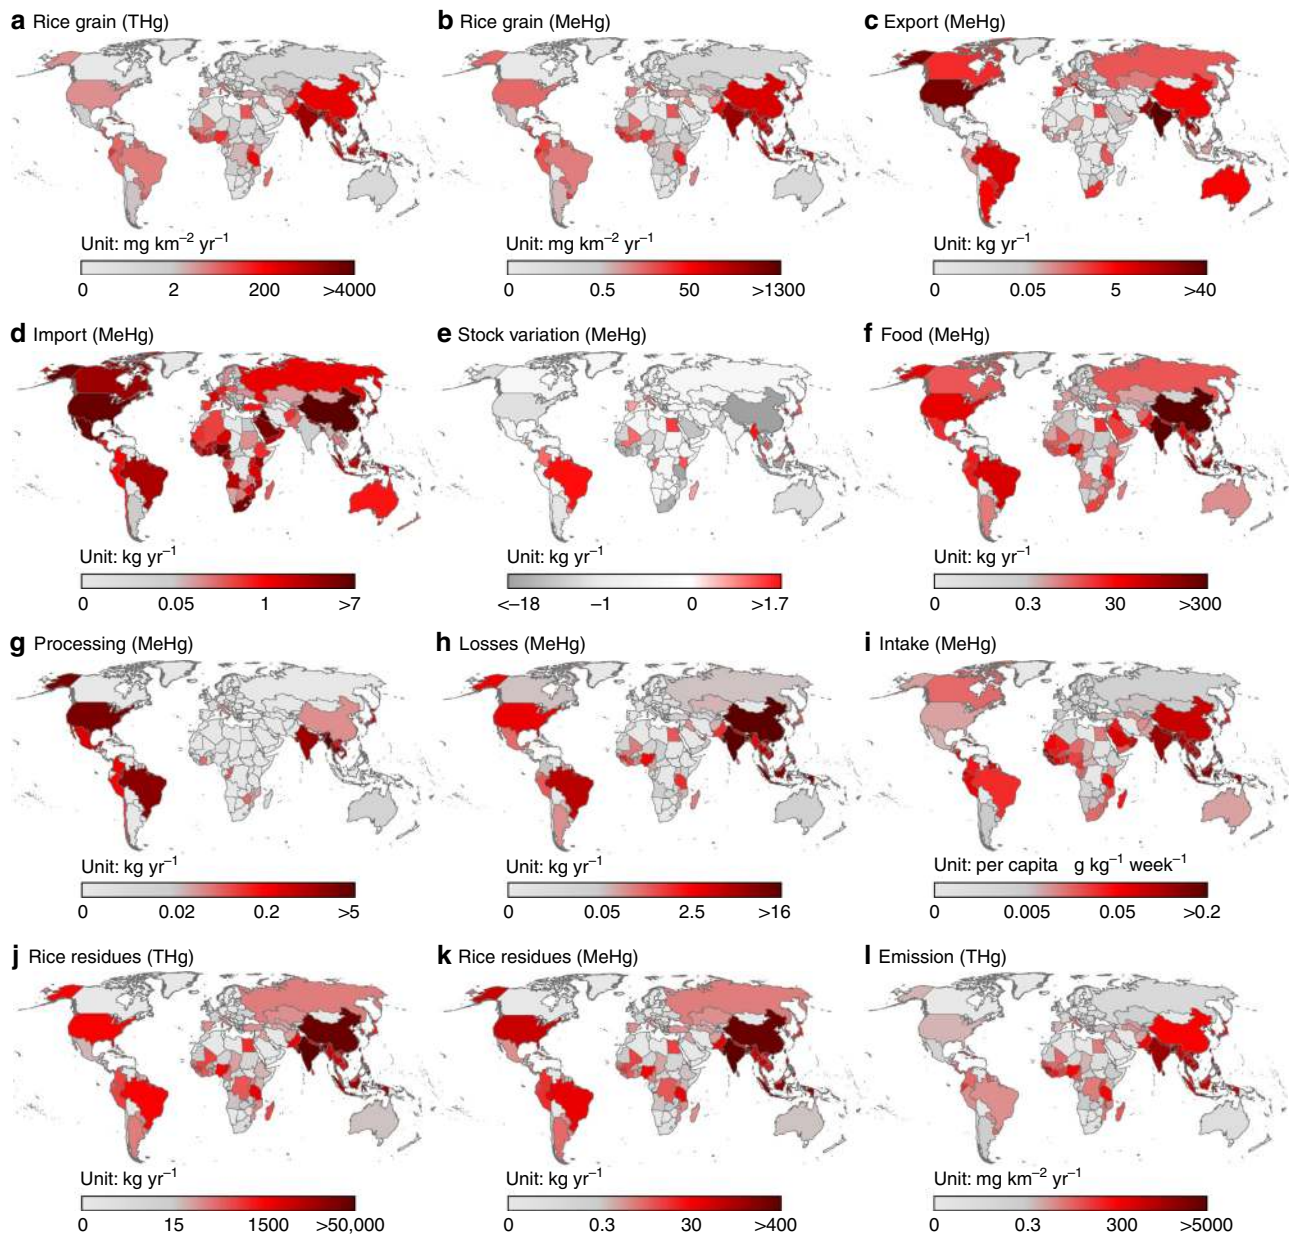 a Rice grain (THg)
b Rice grain (MeHg)
c Export (MeHg)
Unit: mg km⁻² yr⁻¹
Unit: mg km⁻² yr⁻¹
Unit: kg yr⁻¹
0 2 200 >4000
0 0.5 50 >1300
0 0.05 5 >40
d Import (MeHg)
e Stock variation (MeHg)
f Food (MeHg)
Unit: kg yr⁻¹
Unit: kg yr⁻¹
Unit: kg yr⁻¹
0 0.05 1 >7
<–18 –1 0 >1.7
0 0.3 30 >300
g Processing (MeHg)
h Losses (MeHg)
i Intake (MeHg)
Unit: kg yr⁻¹
Unit: kg yr⁻¹
Unit: per capita g kg⁻¹ week⁻¹
0 0.02 0.2 >5
0 0.05 2.5 >16
0 0.005 0.05 >0.2
j Rice residues (THg)
k Rice residues (MeHg)
l Emission (THg)
Unit: kg yr⁻¹
Unit: kg yr⁻¹
Unit: mg km⁻² yr⁻¹
0 15 1500 >50,000
0 0.3 30 >400
0 0.3 300 >5000